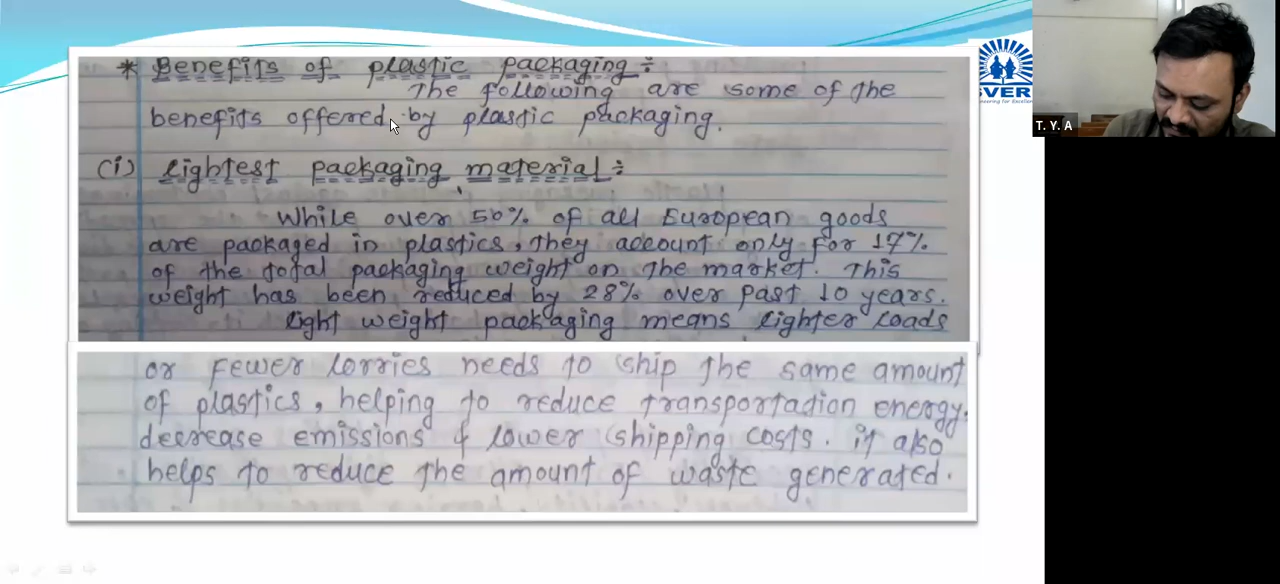 * Benefits of plastic packaging :
The following are some of the
benefits offered by plastic packaging.
(i) Lightest packaging material :
While over 50% of all European goods
are packaged in plastics, they account only for 17%
of the total packaging weight on the market. This
weight has been reduced by 28% over past 10 years.
Light weight packaging means lighter loads
or fewer lorries needs to ship the same amount
of plastics, helping to reduce transportation energy,
decrease emissions & lower shipping costs. it also
helps to reduce the amount of waste generated.
SVER
T. Y. A